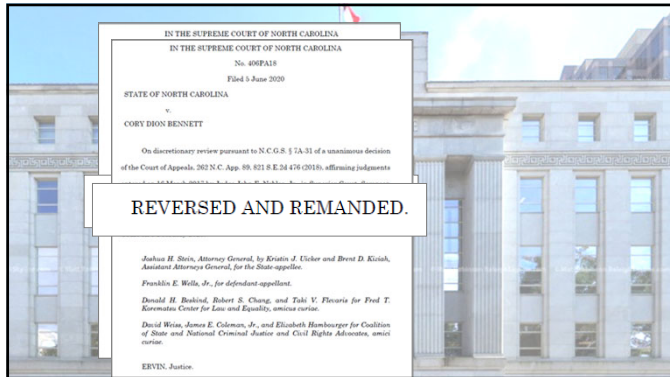 IN THE SUPREME COURT OF NORTH CAROLINA
IN THE SUPREME COURT OF NORTH CAROLINA
No. 406PA18
Filed 5 June 2020
STATE OF NORTH CAROLINA
v.
CORY DION BENNETT
On discretionary review pursuant to N.C.G.S. § 7A-31 of a unanimous decision
of the Court of Appeals, 262 N.C. App. 89, 821 S.E.2d 476 (2018), affirming judgments
REVERSED AND REMANDED.
Joshua H. Stein, Attorney General, by Kristin J. Uicker and Brent D. Kiziah,
Assistant Attorneys General, for the State-appellee.
Franklin E. Wells, Jr., for defendant-appellant.
Donald H. Beskind, Robert S. Chang, and Taki V. Flevaris for Fred T.
Korematsu Center for Law and Equality, amicus curiae.
David Weiss, James E. Coleman, Jr., and Elizabeth Hambourger for Coalition
of State and National Criminal Justice and Civil Rights Advocates, amici
curiae.
ERVIN, Justice.